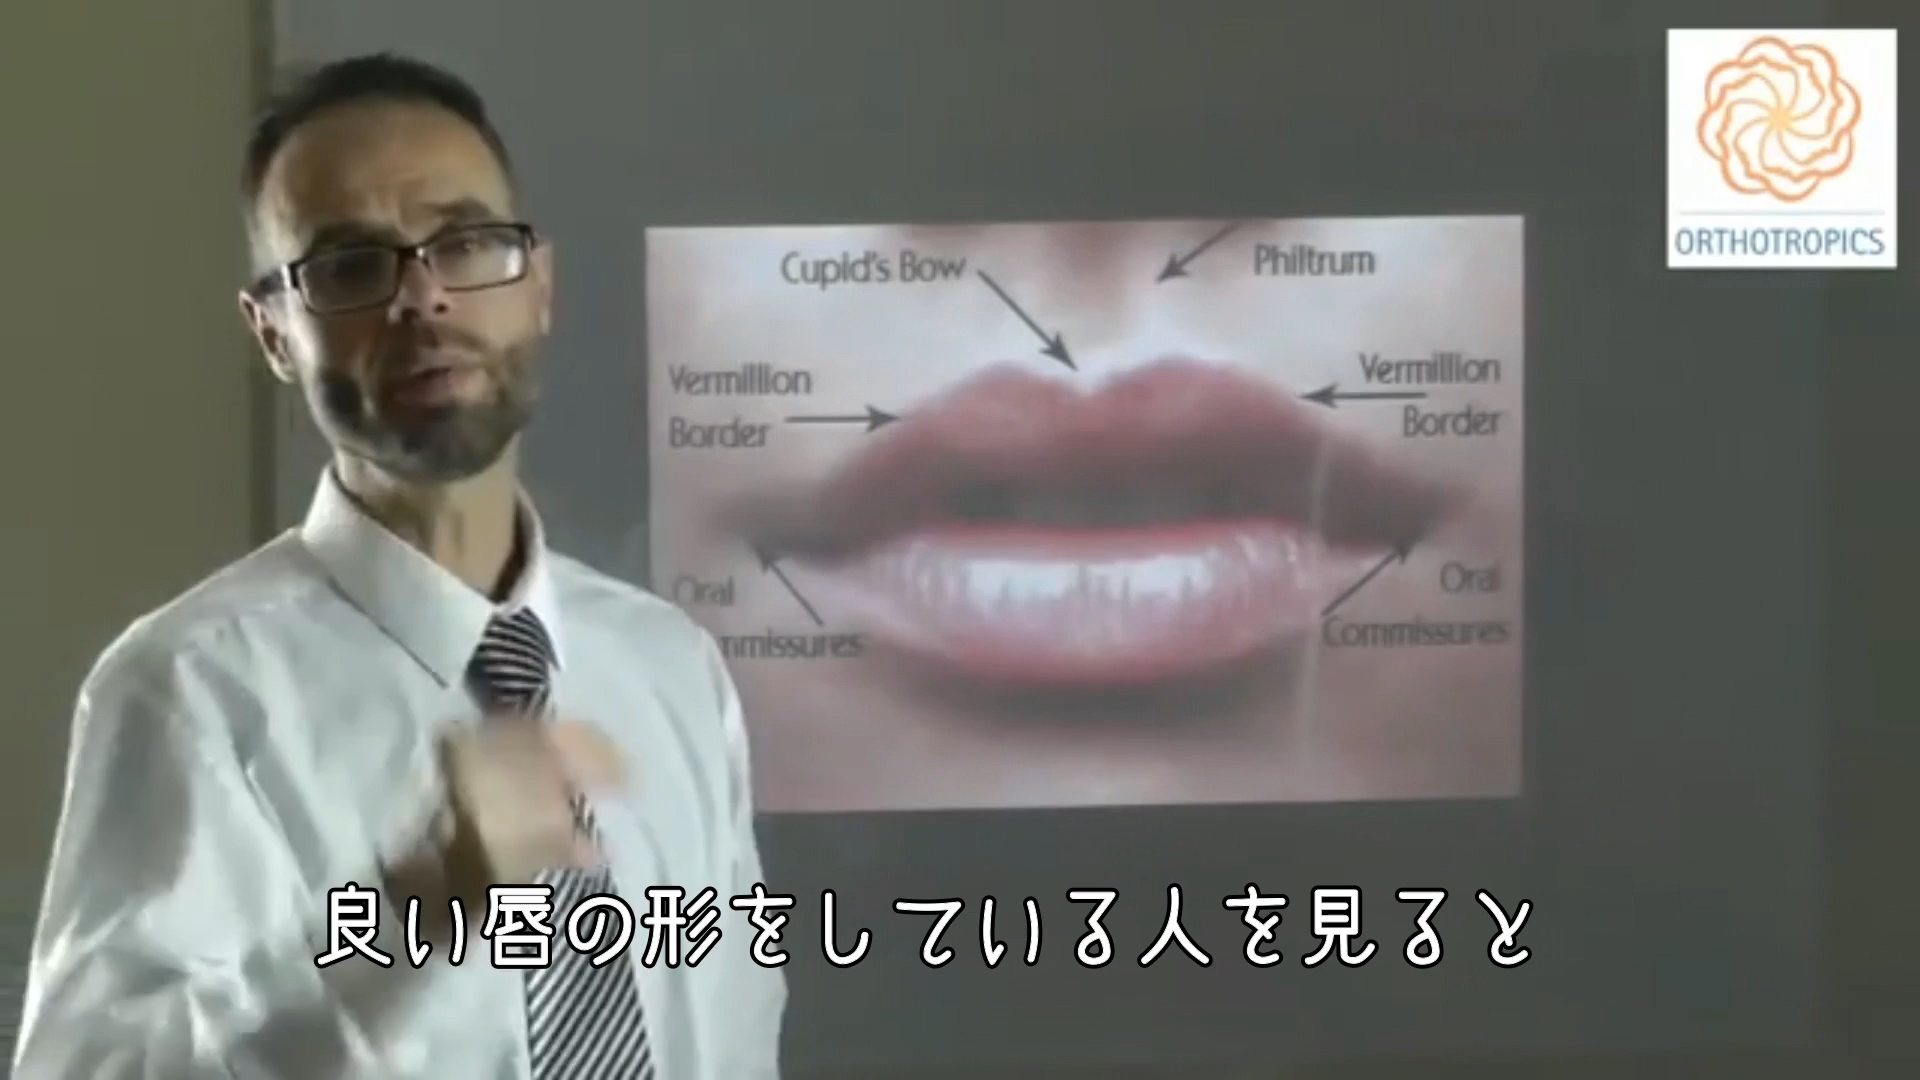 ORTHOTROPICS
Cupid's Bow
Philtrum
Vermillion
Border
Vermillion
Border
Oral
mmissures
Oral
Commissures
良い唇の形をしている人を見ると